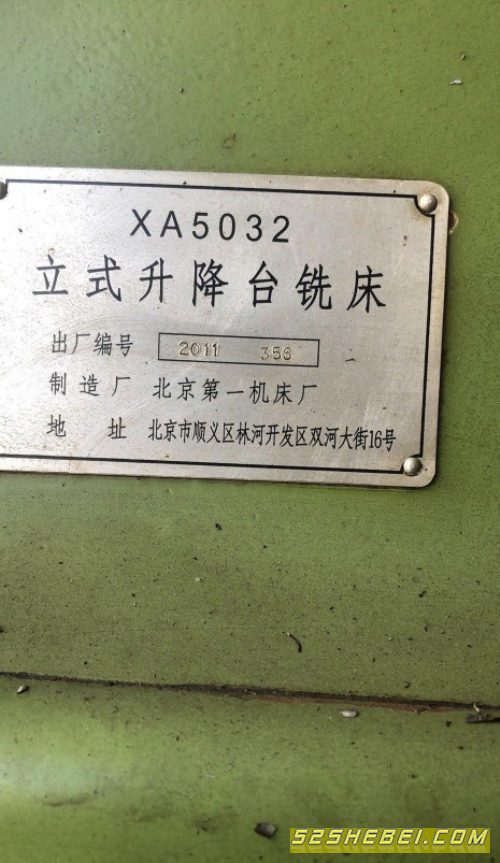 XA5032
立式升降台铣床
出厂编号 2011 356
制造厂 北京第一机床厂
地址 北京市顺义区林河开发区双河大街16号
52SHEBEI.COM